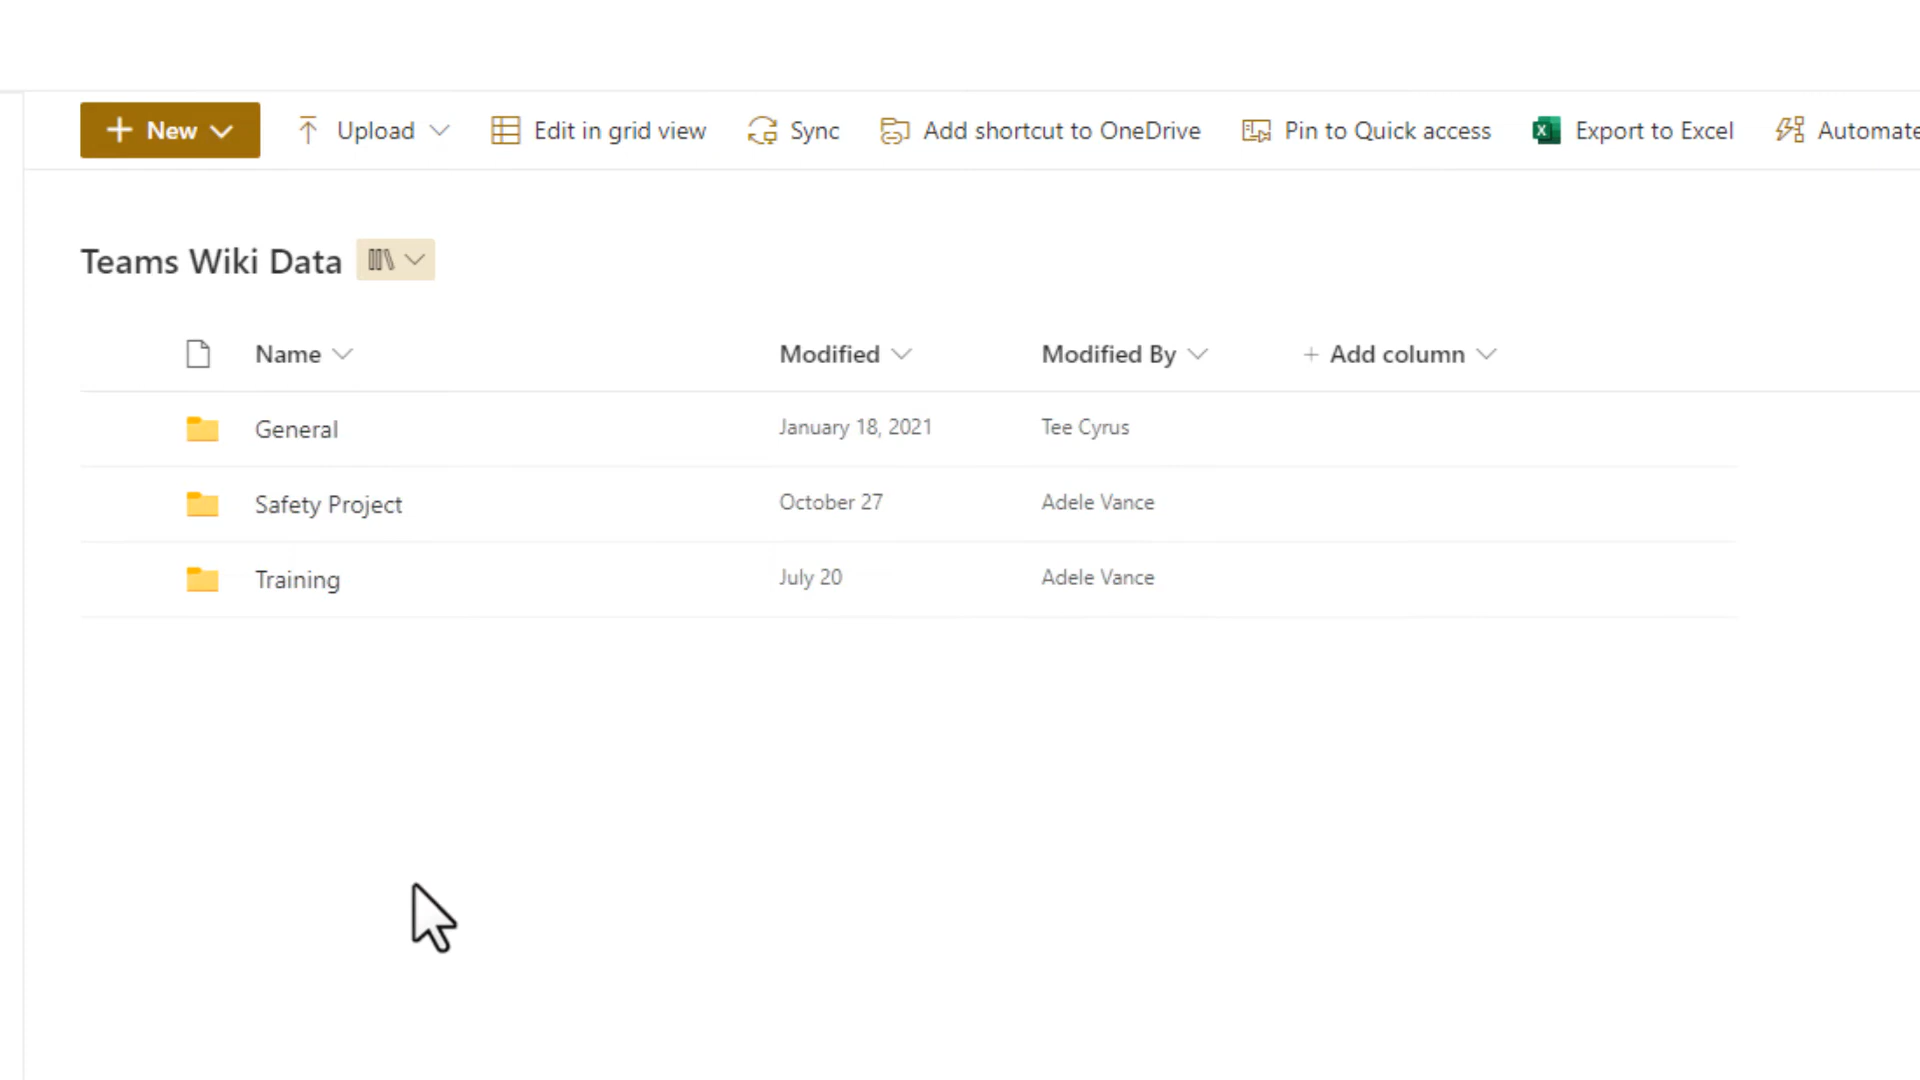 New Upload Edit in grid view Sync Add shortcut to OneDrive Pin to Quick access Export to Excel Automate
Teams Wiki Data
Name Modified Modified By + Add column
General January 18, 2021 Tee Cyrus
Safety Project October 27 Adele Vance
Training July 20 Adele Vance